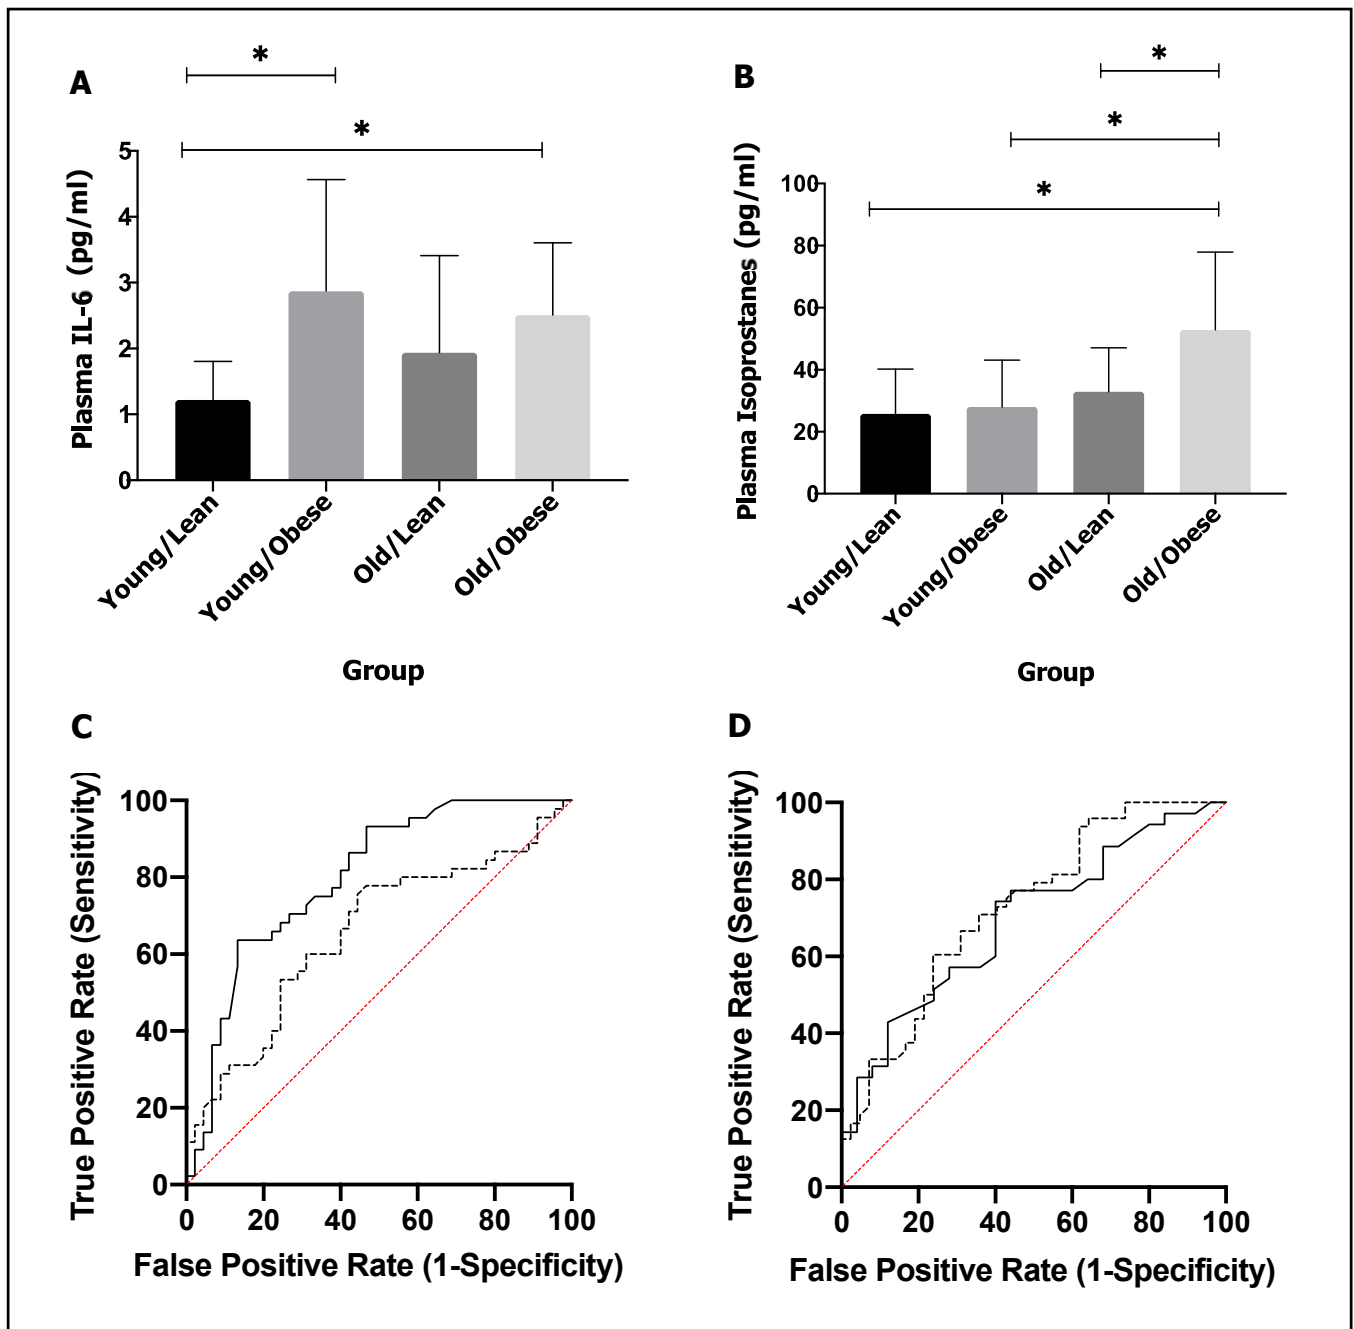 A
*
*
Plasma IL-6 (pg/ml)
5
4
3
2
1
0
Young/Lean
Young/Obese
Old/Lean
Old/Obese
Group
B
*
*
*
Plasma Isoprostanes (pg/ml)
100
80
60
40
20
0
Young/Lean
Young/Obese
Old/Lean
Old/Obese
Group
C
True Positive Rate (Sensitivity)
100
80
60
40
20
0
0 20 40 60 80 100
False Positive Rate (1-Specificity)
D
True Positive Rate (Sensitivity)
100
80
60
40
20
0
0 20 40 60 80 100
False Positive Rate (1-Specificity)